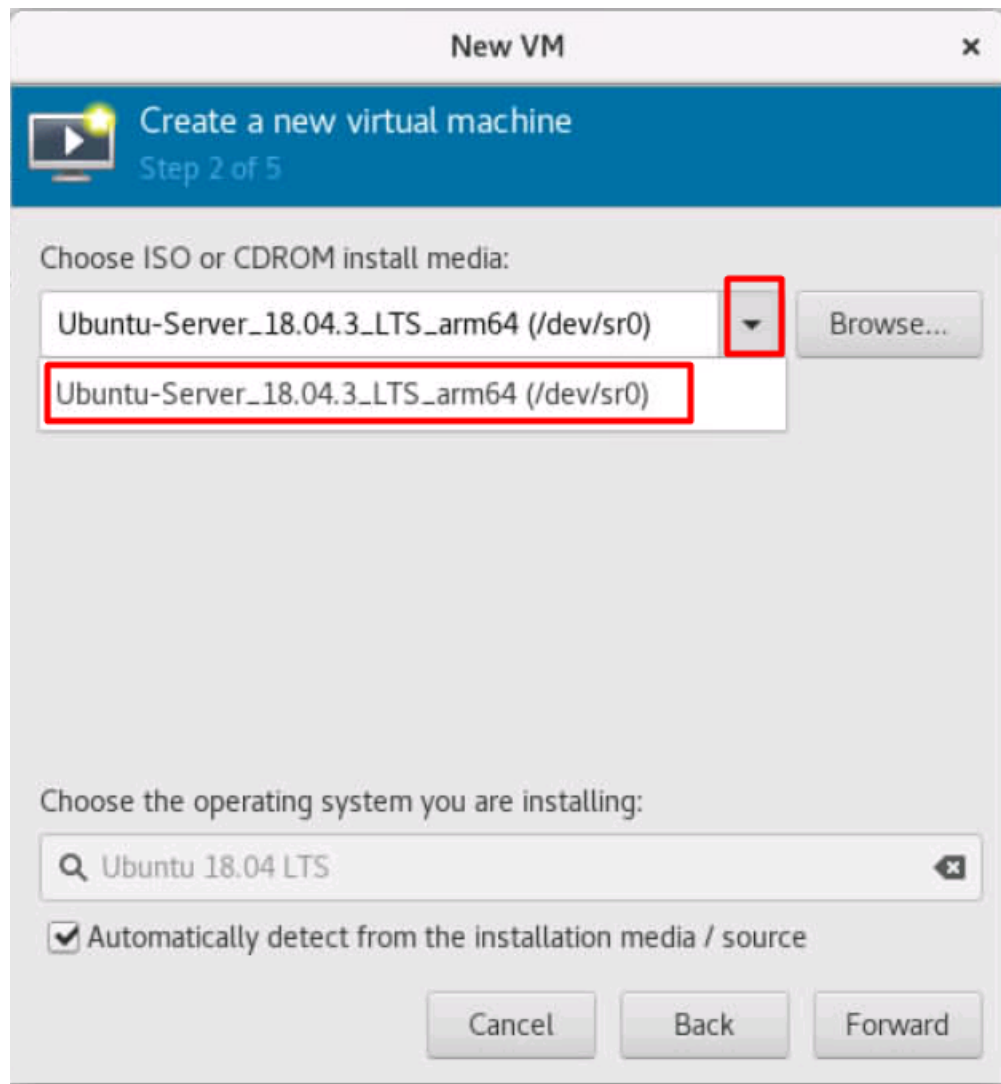 New VM
Create a new virtual machine
Step 2 of 5
Choose ISO or CDROM install media:
Ubuntu-Server_18.04.3_LTS_arm64 (/dev/sr0)
Browse...
Ubuntu-Server_18.04.3_LTS_arm64 (/dev/sr0)
Choose the operating system you are installing:
Ubuntu 18.04 LTS
Automatically detect from the installation media / source
Cancel
Back
Forward